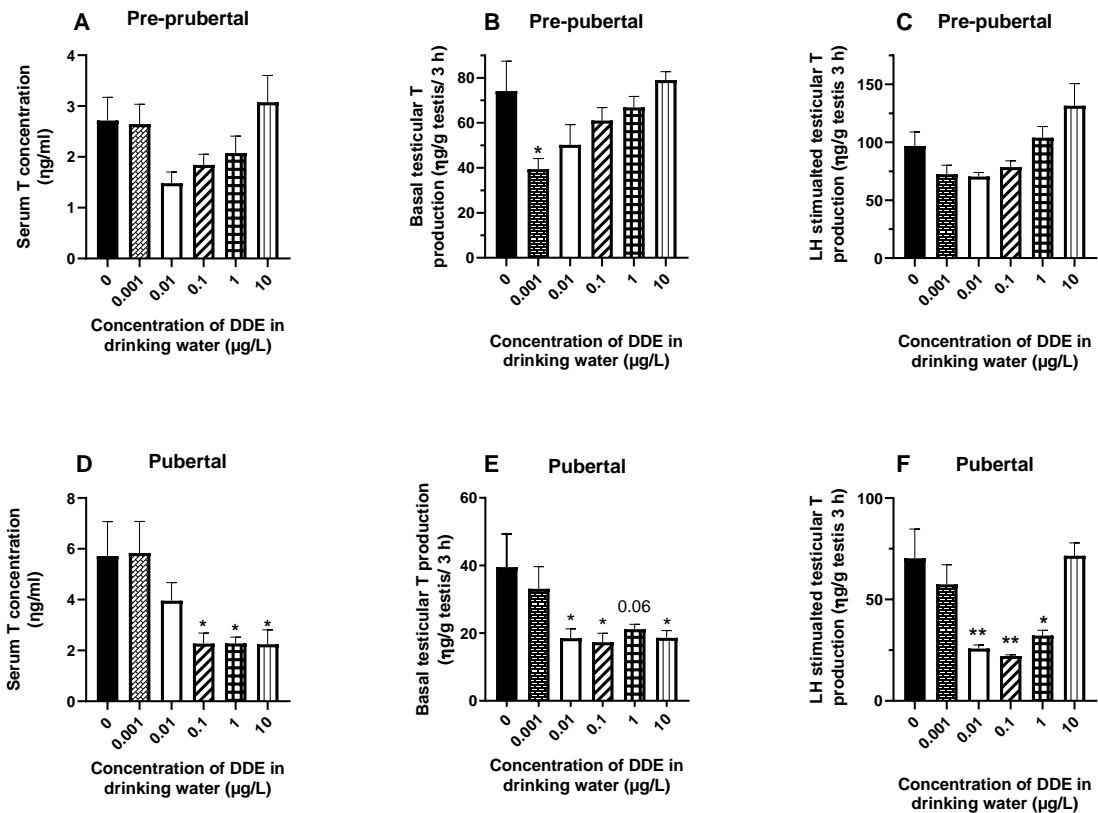 A
Pre-prubertal
Serum T concentration
(ηg/ml)
4
3
2
1
0
0
0.001
0.01
0.1
1
10
Concentration of DDE in
drinking water (µg/L)
B
Pre-pubertal
Basal testicular T
production (ηg/g testis/ 3 h)
80
60
40
20
0
*
0
0.001
0.01
0.1
1
10
Concentration of DDE in
drinking water (µg/L)
C
Pre-pubertal
LH stimualted testicular T
production (ηg/g testis 3 h)
150
100
50
0
0
0.001
0.01
0.1
1
10
Concentration of DDE in
drinking water (µg/L)
D
Pubertal
Serum T concentration
(ηg/ml)
8
6
4
2
0
*
*
*
0
0.001
0.01
0.1
1
10
Concentration of DDE in
drinking water (µg/L)
E
Pubertal
Basal testicular T production
(ηg/g testis/ 3 h)
60
40
20
0
*
*
0.06
*
0
0.001
0.01
0.1
1
10
Concentration of DDE in
drinking water (µg/L)
F
Pubertal
LH stimualted testicular T
production (ηg/g testis 3 h)
100
50
0
**
**
*
0
0.001
0.01
0.1
1
10
Concentration of DDE in
drinking water (µg/L)